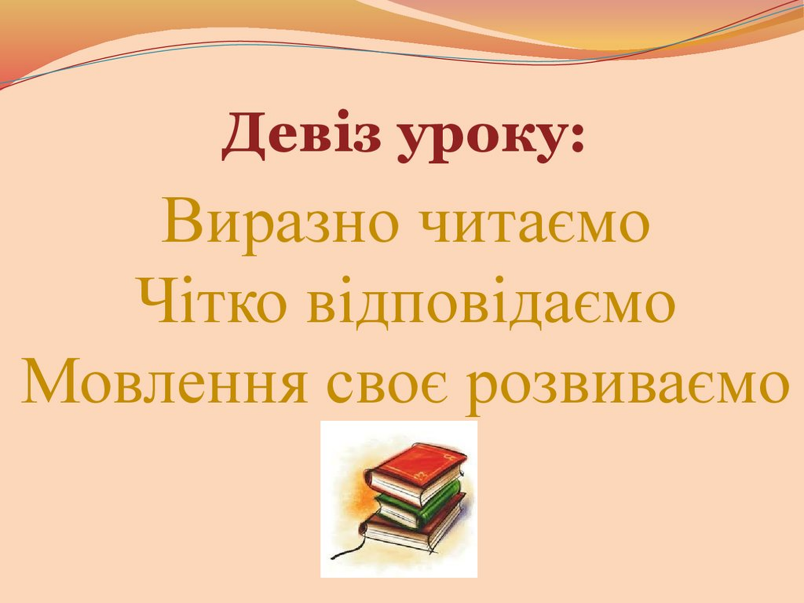 Девіз уроку:
Виразно читаємо
Чітко відповідаємо
Мовлення своє розвиваємо